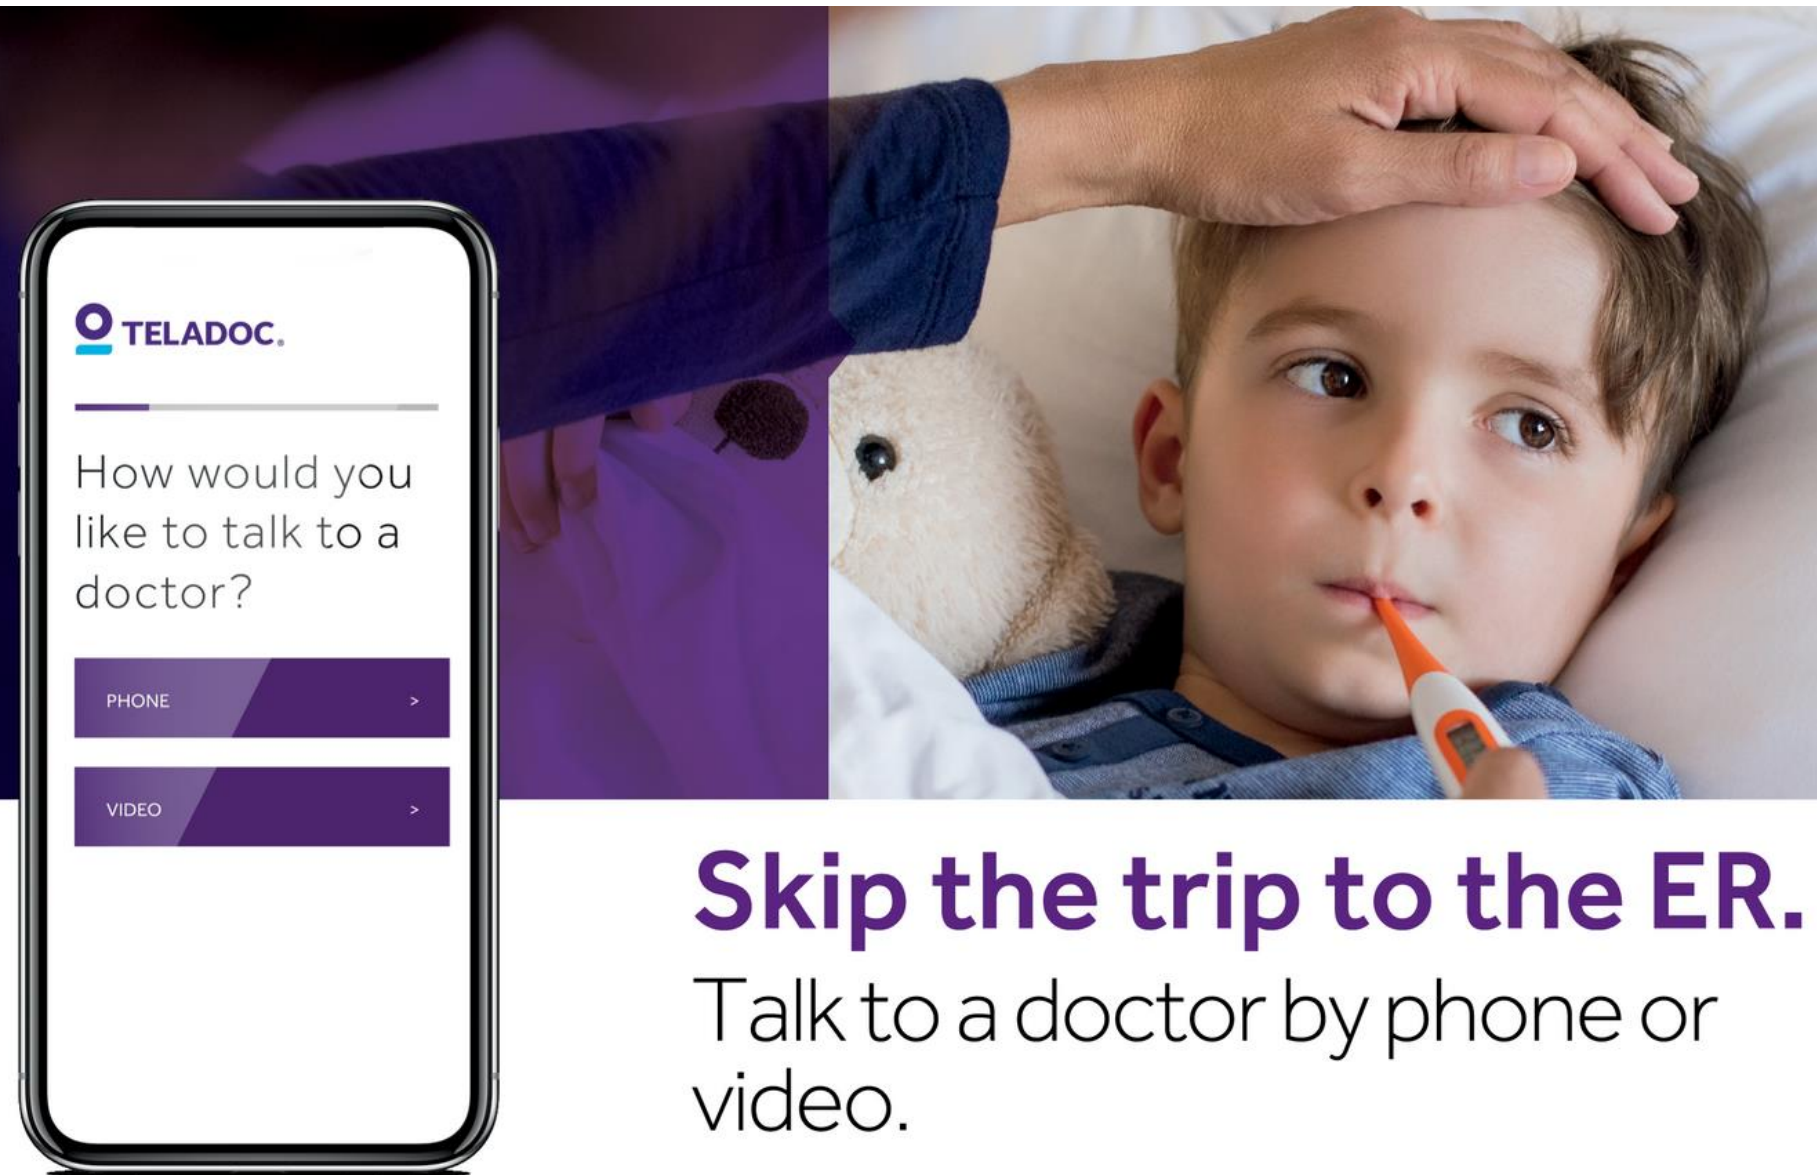 TELADOC®
How would you
like to talk to a
doctor?
PHONE >
VIDEO >
Skip the trip to the ER.
Talk to a doctor by phone or
video.